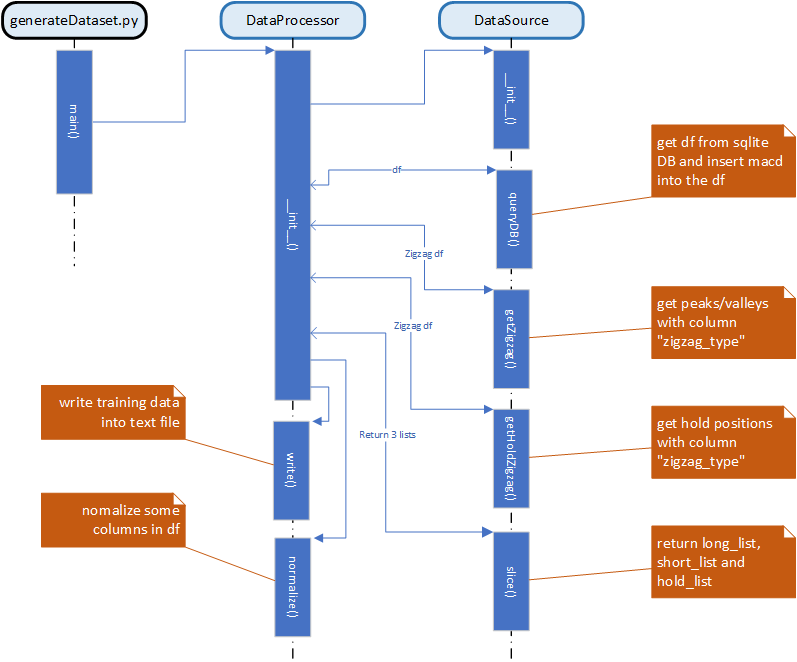 generateDataset.py
DataProcessor
DataSource
main()
__init__()
__init__()
get df from sqlite
DB and insert macd
into the df
df
queryDB()
Zigzag df
get peaks/valleys
with column
"zigzag_type"
getZigzag()
Zigzag df
write training data
into text file
write()
Return 3 lists
getHoldZigzag()
get hold positions
with column
"zigzag_type"
nomalize some
columns in df
normalize()
slice()
return long_list,
short_list and
hold_list